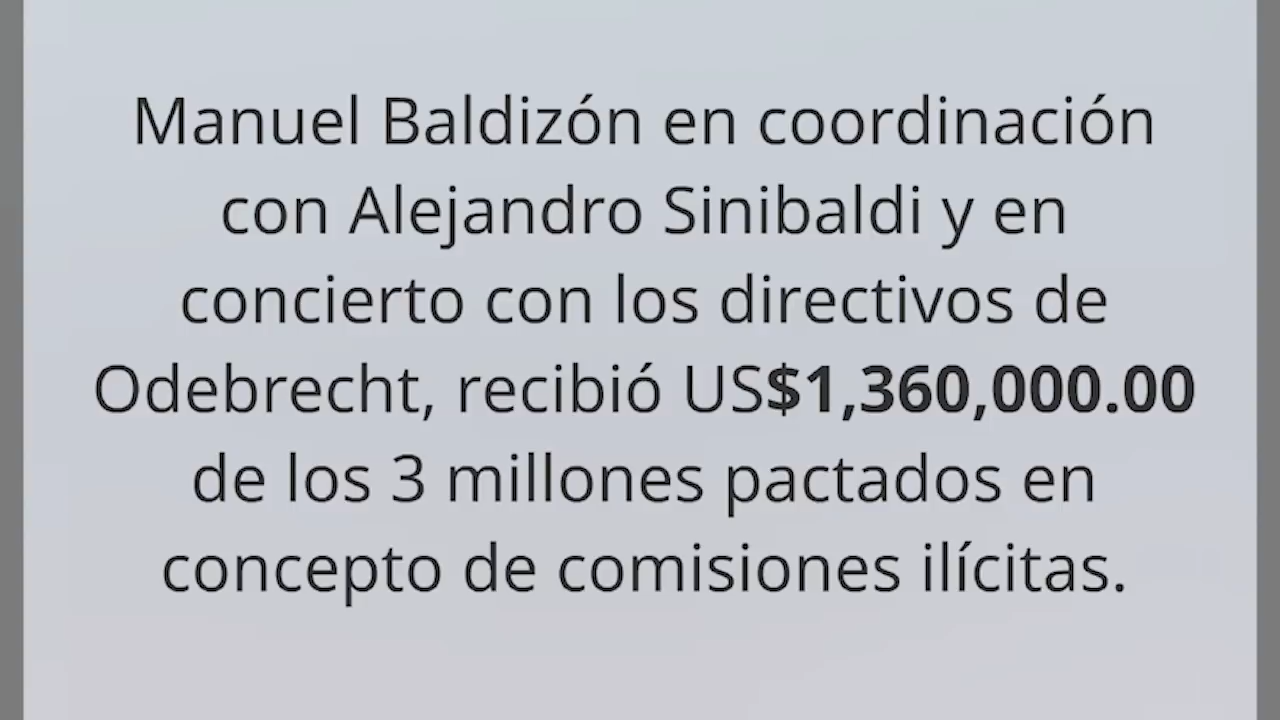 Manuel Baldizón en coordinación
con Alejandro Sinibaldi y en
concierto con los directivos de
Odebrecht, recibió US$1,360,000.00
de los 3 millones pactados en
concepto de comisiones ilícitas.